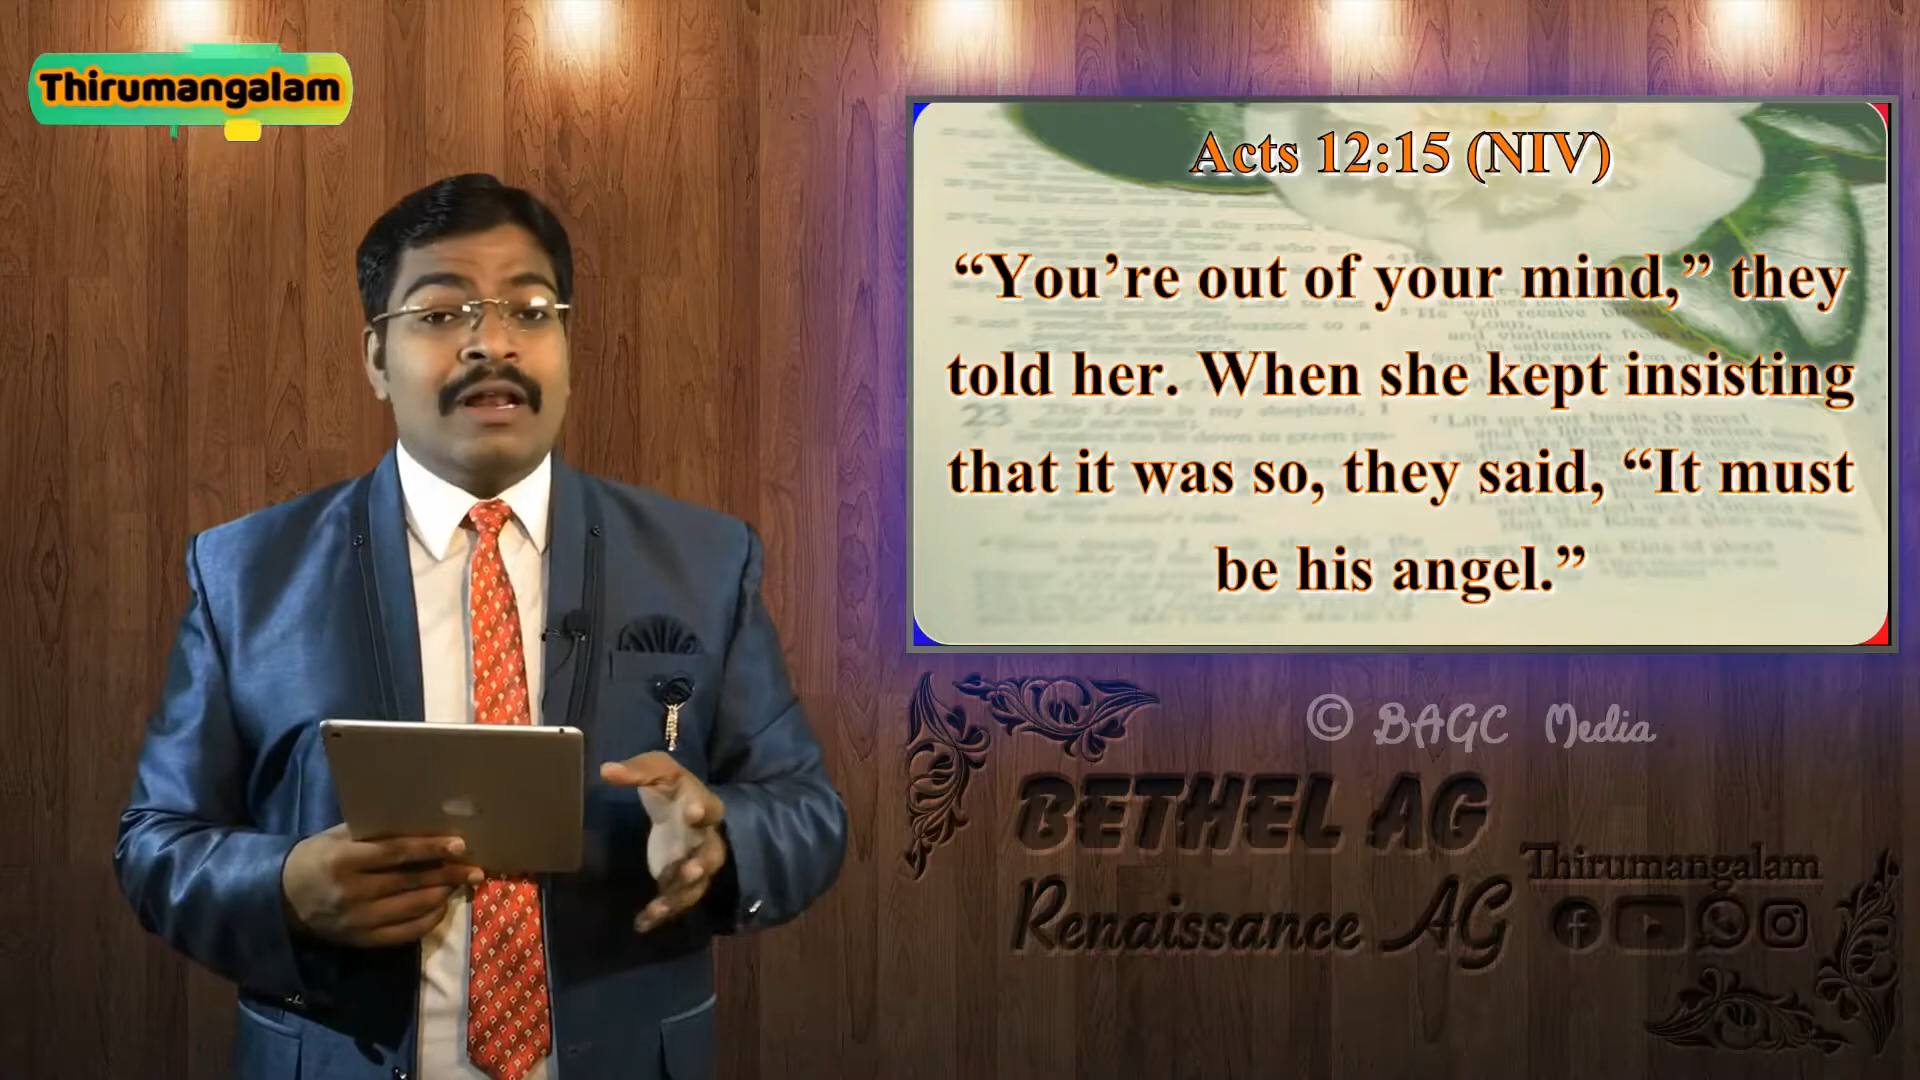 Thirumangalam
Acts 12:15 (NIV)
“You’re out of your mind,” they
told her. When she kept insisting
that it was so, they said, “It must
be his angel.”
© BAGC Media
BETHEL AG
Renaissance AG
Thirumangalam